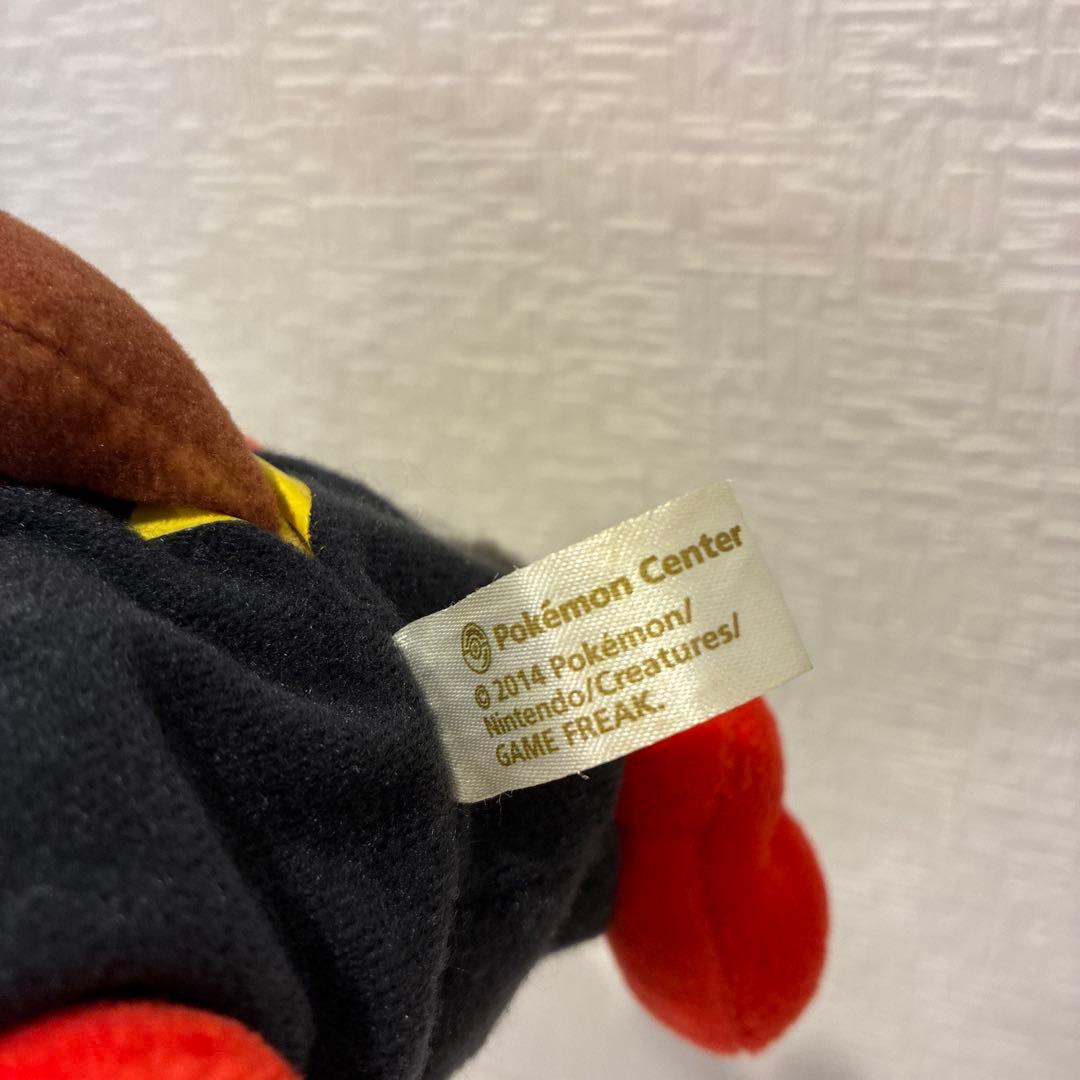 Pokémon Center
© 2014 Pokémon/
Nintendo/Creatures/
GAME FREAK.